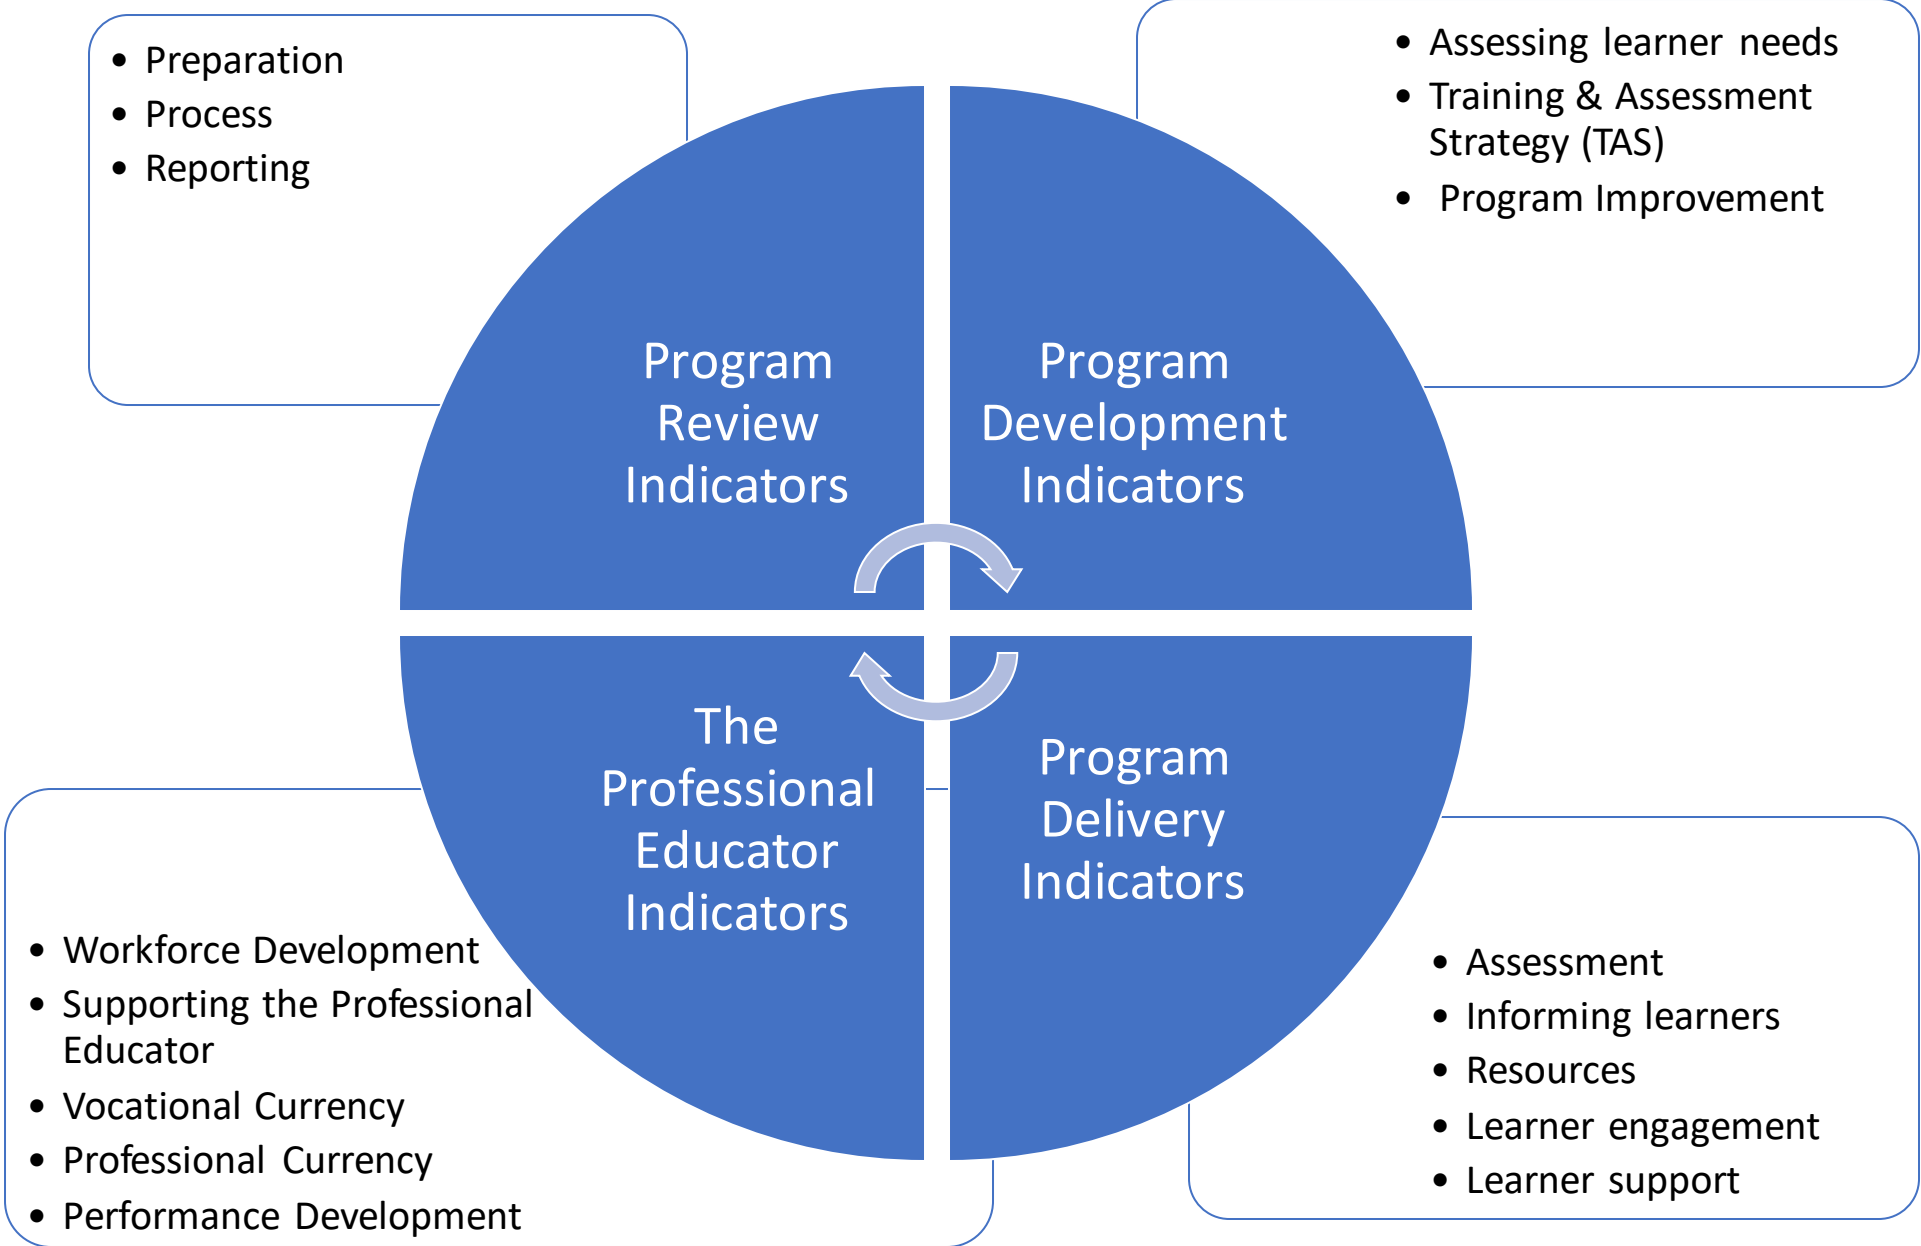 • Preparation
• Process
• Reporting
• Assessing learner needs
• Training & Assessment
Strategy (TAS)
• Program Improvement
Program
Review
Indicators
Program
Development
Indicators
The
Professional
Educator
Indicators
Program
Delivery
Indicators
• Workforce Development
• Supporting the Professional
Educator
• Vocational Currency
• Professional Currency
• Performance Development
• Assessment
• Informing learners
• Resources
• Learner engagement
• Learner support